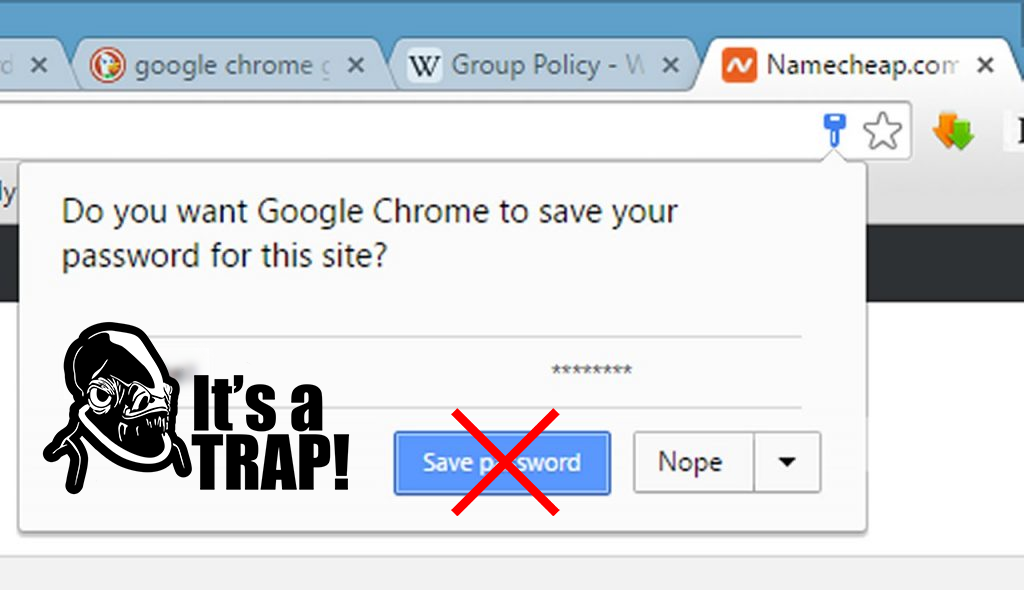 google chrome g
W Group Policy - W
Namecheap.com
ly
Do you want Google Chrome to save your
password for this site?
********
It's a
TRAP!
Save password
Nope